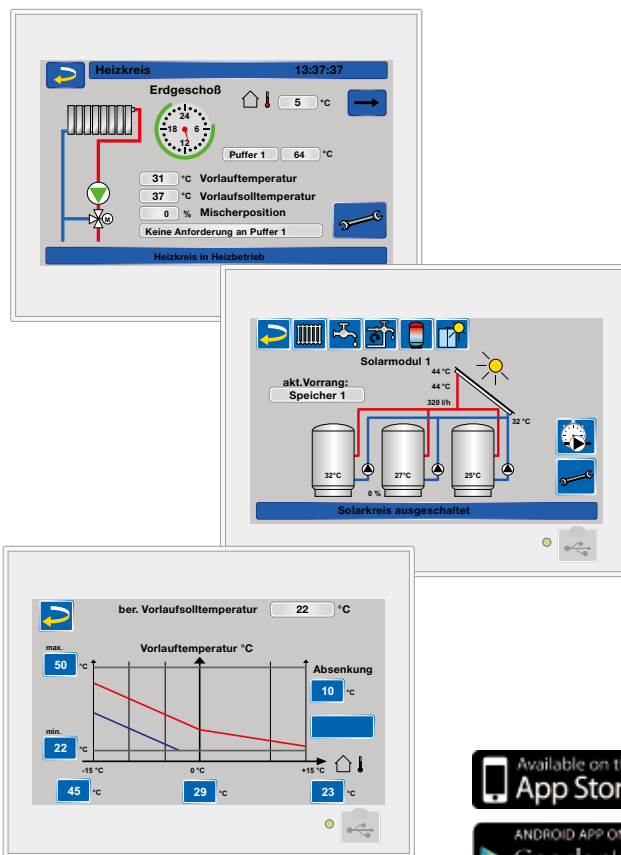 Heizkreis 13:37:37
Erdgeschoß
24
18 6
12
5 °C
Puffer 1 64 °C
31 °C Vorlauftemperatur
37 °C Vorlaufsolltemperatur
0 % Mischerposition
M
Keine Anforderung an Puffer 1
Heizkreis in Heizbetrieb
Solarmodul 1
44 °C
akt.Vorrang:
44 °C
Speicher 1
320 l/h
32 °C
32°C 27°C 25°C
0 %
Solarkreis ausgeschaltet
ber. Vorlaufsolltemperatur 22 °C
max.
Vorlauftemperatur °C
50 °C
Absenkung
10 °C
min.
22 °C
-15 °C 0 °C +15 °C
45 °C 29 °C 23 °C
Available on
App Stor
ANDROID APP ON